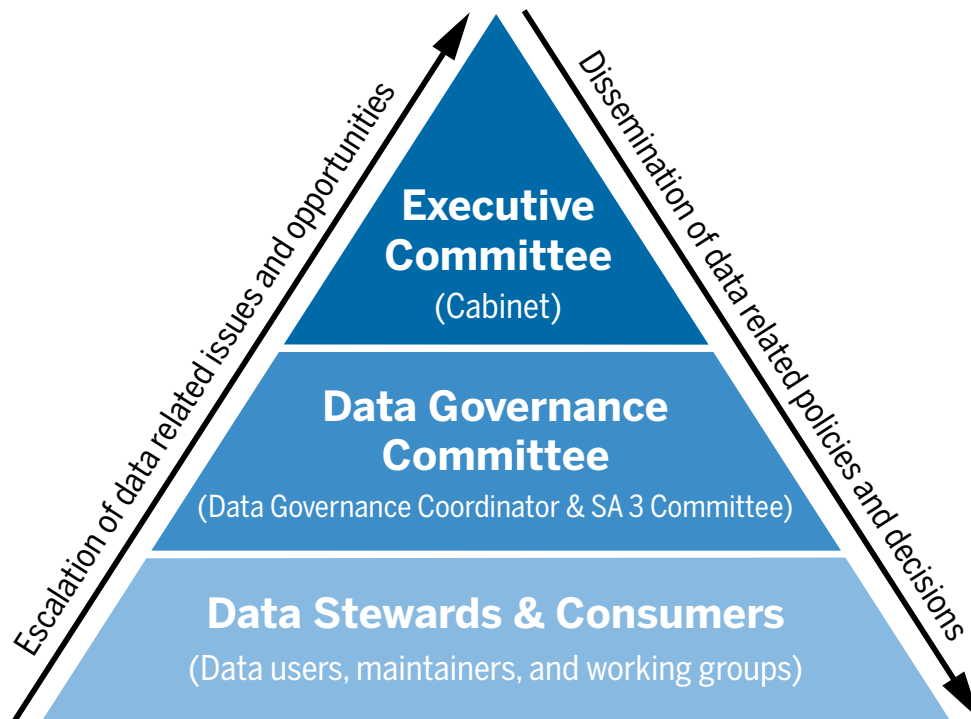 Escalation of data related issues and opportunities
Dissemination of data related policies and decisions
Executive
Committee
(Cabinet)
Data Governance
Committee
(Data Governance Coordinator & SA 3 Committee)
Data Stewards & Consumers
(Data users, maintainers, and working groups)